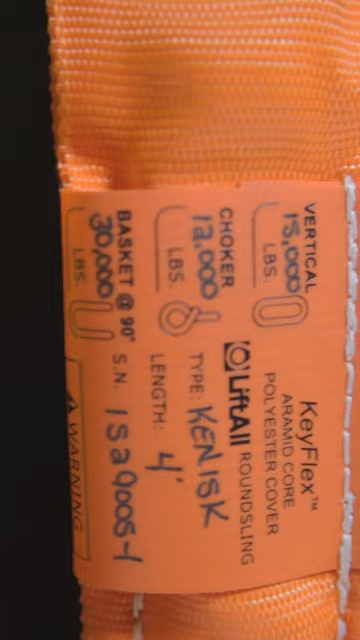 KeyFlex™
ARAMID CORE
POLYESTER COVER
LiftAll ROUNDSLING
TYPE: KEN15K
LENGTH: 4'
S.N. 1529005-1
VERTICAL
15,000
LBS.
CHOKER
12,000
LBS.
BASKET @ 90°
30,000
LBS.
WARNING